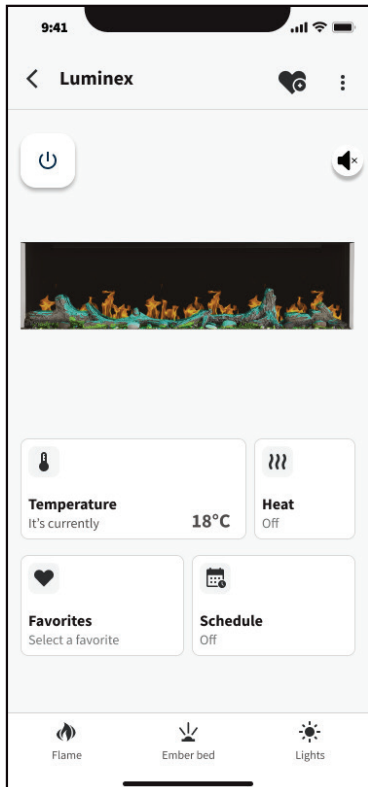 9:41
Luminex
Temperature
It's currently
18°C
Heat
Off
Favorites
Select a favorite
Schedule
Off
Flame
Ember bed
Lights